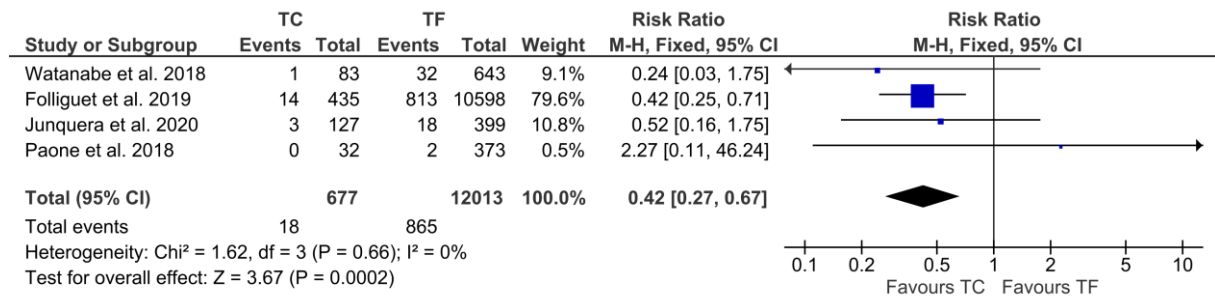 TC TF Risk Ratio Risk Ratio
Study or Subgroup Events Total Events Total Weight M-H, Fixed, 95% CI M-H, Fixed, 95% CI
Watanabe et al. 2018 1 83 32 643 9.1% 0.24 [0.03, 1.75]
Folliguet et al. 2019 14 435 813 10598 79.6% 0.42 [0.25, 0.71]
Junquera et al. 2020 3 127 18 399 10.8% 0.52 [0.16, 1.75]
Paone et al. 2018 0 32 2 373 0.5% 2.27 [0.11, 46.24]
Total (95% CI) 677 12013 100.0% 0.42 [0.27, 0.67]
Total events 18 865
Heterogeneity: Chi² = 1.62, df = 3 (P = 0.66); I² = 0%
Test for overall effect: Z = 3.67 (P = 0.0002)
0.1 0.2 0.5 1 2 5 10
Favours TC Favours TF